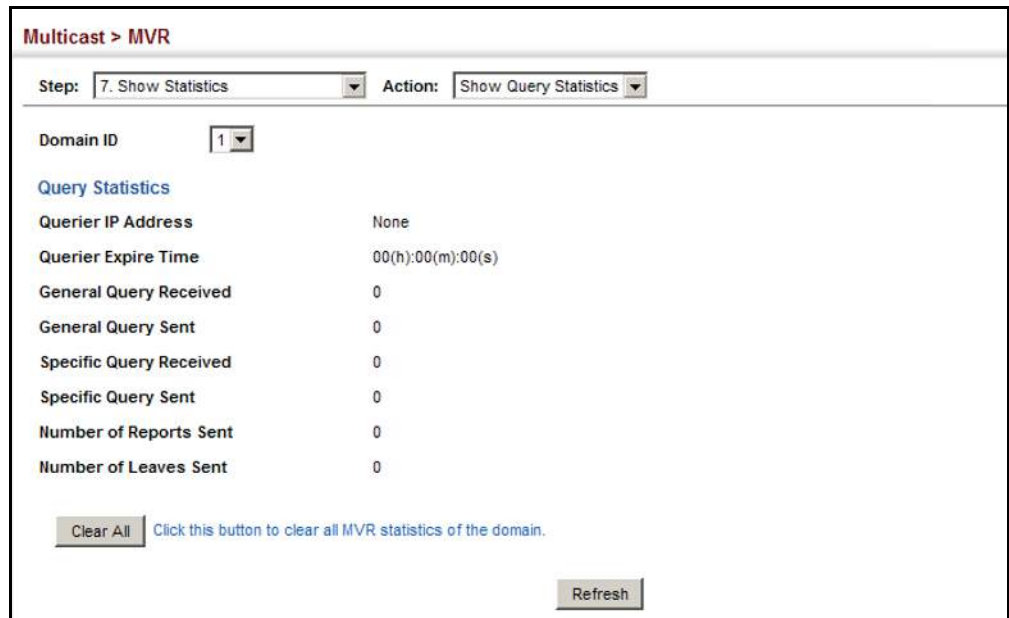 Multicast > MVR
Step: 7. Show Statistics Action: Show Query Statistics
Domain ID 1
Query Statistics
Querier IP Address None
Querier Expire Time 00(h):00(m):00(s)
General Query Received 0
General Query Sent 0
Specific Query Received 0
Specific Query Sent 0
Number of Reports Sent 0
Number of Leaves Sent 0
Clear All Click this button to clear all MVR statistics of the domain.
Refresh